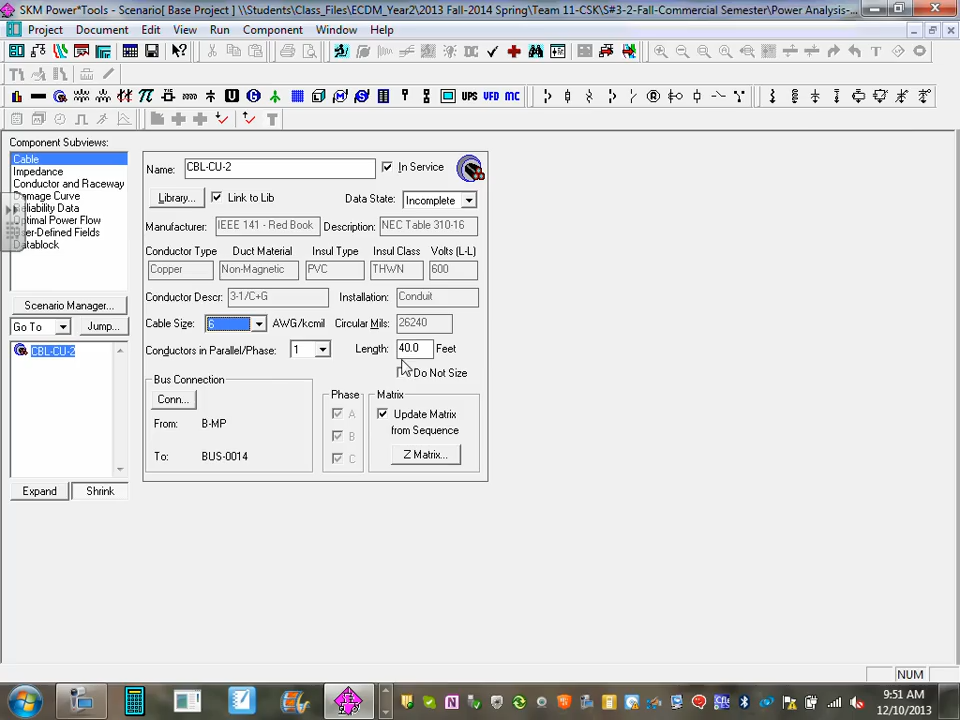 SKM Power*Tools - Scenario[ Base Project ] \\Students\Class_Files\ECDM_Year2\2013 Fall-2014 Spring\Team 11-CSK\S#3-2-Fall-Commercial Semester\Power Analysis-...
Project Document Edit View Run Component Window Help
DC
UPS VFD MC
Component Subviews:
Cable
Impedance
Conductor and Raceway
Damage Curve
Reliability Data
Optimal Power Flow
User-Defined Fields
Datablock
Scenario Manager...
Go To Jump...
CBL-CU-2
Expand Shrink
Name: CBL-CU-2 In Service
Library... Link to Lib Data State: Incomplete
Manufacturer: IEEE 141 - Red Book Description: NEC Table 310-16
Conductor Type Duct Material Insul Type Insul Class Volts (L-L)
Copper Non-Magnetic PVC THWN 600
Conductor Descr: 3-1/C+G Installation: Conduit
Cable Size: 6 AWG/kcmil Circular Mils: 26240
Conductors in Parallel/Phase: 1 Length: 40.0 Feet
Do Not Size
Bus Connection
Conn...
From: B-MP
To: BUS-0014
Phase
A
B
C
Matrix
Update Matrix
from Sequence
Z Matrix...
NUM
9:51 AM
12/10/2013